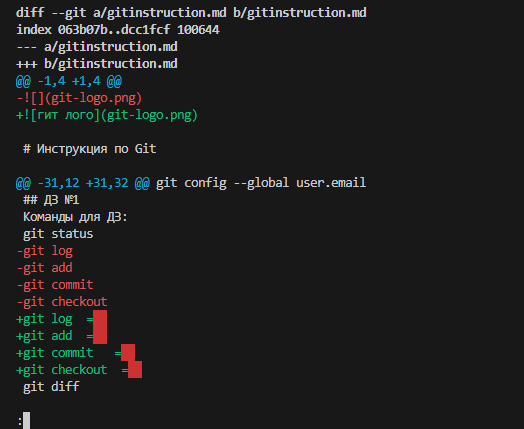 diff --git a/gitinstruction.md b/gitinstruction.md
index 063b07b..dcc1fcf 100644
--- a/gitinstruction.md
+++ b/gitinstruction.md
@@ -1,4 +1,4 @@
-![](git-logo.png)
+![гит лого](git-logo.png)
# Инструкция по Git
@@ -31,12 +31,32 @@ git config --global user.email
## ДЗ №1
Команды для ДЗ:
git status
-git log
-git add
-git commit
-git checkout
+git log  =
+git add  =
+git commit   =
+git checkout  =
git diff
: